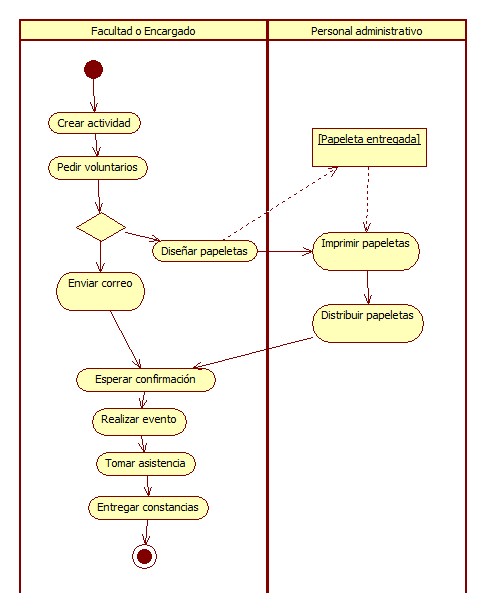 Facultad o Encargado
Personal administrativo
Crear actividad
[Papeleta entregada]
Pedir voluntarios
Diseñar papeletas
Imprimir papeletas
Enviar correo
Distribuir papeletas
Esperar confirmación
Realizar evento
Tomar asistencia
Entregar constancias